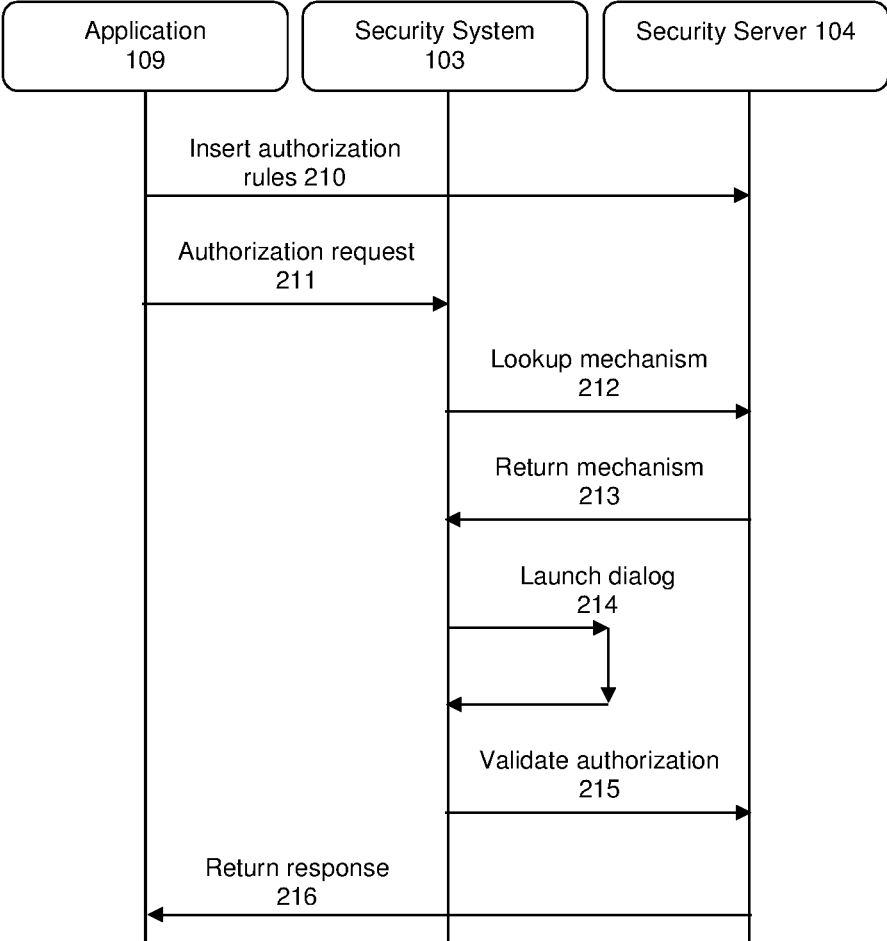 Application
109
Security System
103
Security Server 104
Insert authorization
rules 210
Authorization request
211
Lookup mechanism
212
Return mechanism
213
Launch dialog
214
Validate authorization
215
Return response
216